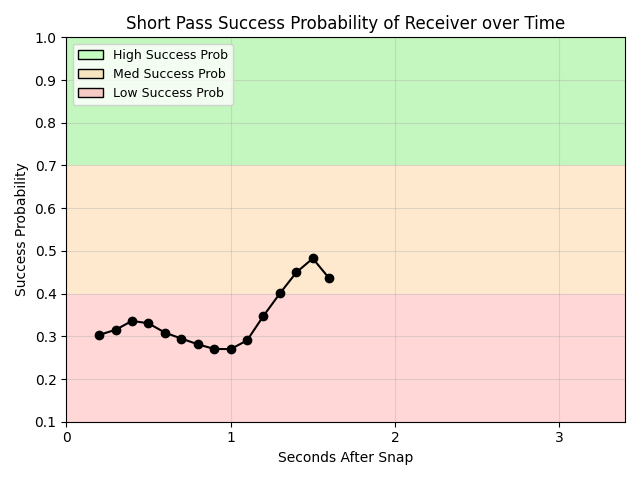 Short Pass Success Probability of Receiver over Time
High Success Prob
Med Success Prob
Low Success Prob
Success Probability
1.0
0.9
0.8
0.7
0.6
0.5
0.4
0.3
0.2
0.1
0 1 2 3
Seconds After Snap